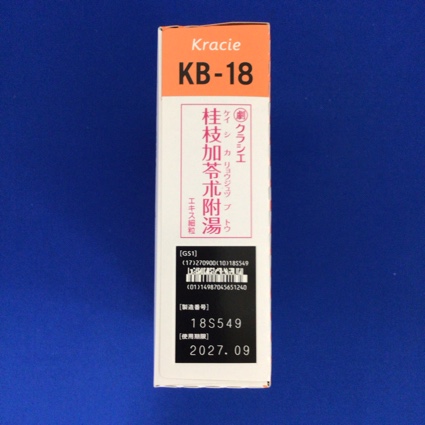 Kracie
KB-18
劇 クラシエ
桂枝加苓朮附湯
ケイ シ カ リョウジュツ ブ トウ
エキス細粒
[GS1]
(17)270900(10)18S549
(01)14987045651240
[製造番号]
18S549
[使用期限]
2027.09